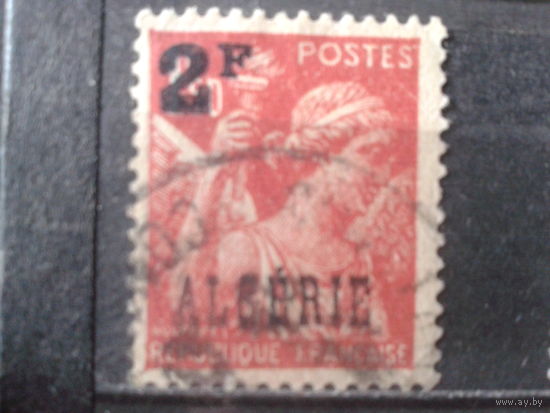 2F POSTES
ALGÉRIE
RÉPUBLIQUE FRANÇAISE
www.ay.by